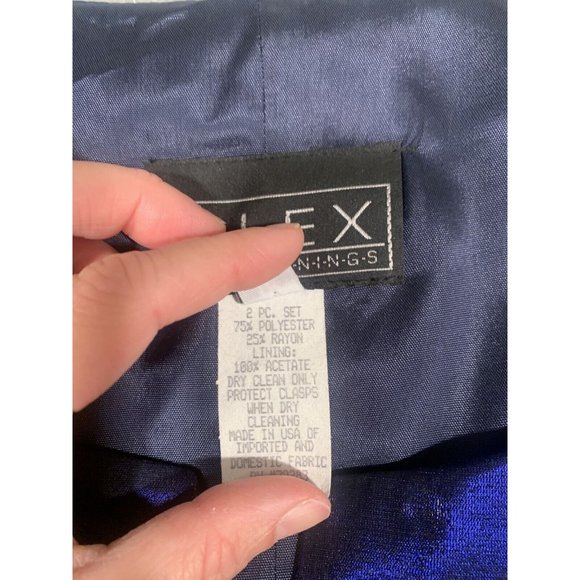 LEX
N-I-N-G-S
2 PC. SET
75% POLYESTER
25% RAYON
LINING:
100% ACETATE
DRY CLEAN ONLY
PROTECT CLASPS
WHEN DRY
CLEANING
MADE IN USA OF
IMPORTED AND
DOMESTIC FABRIC